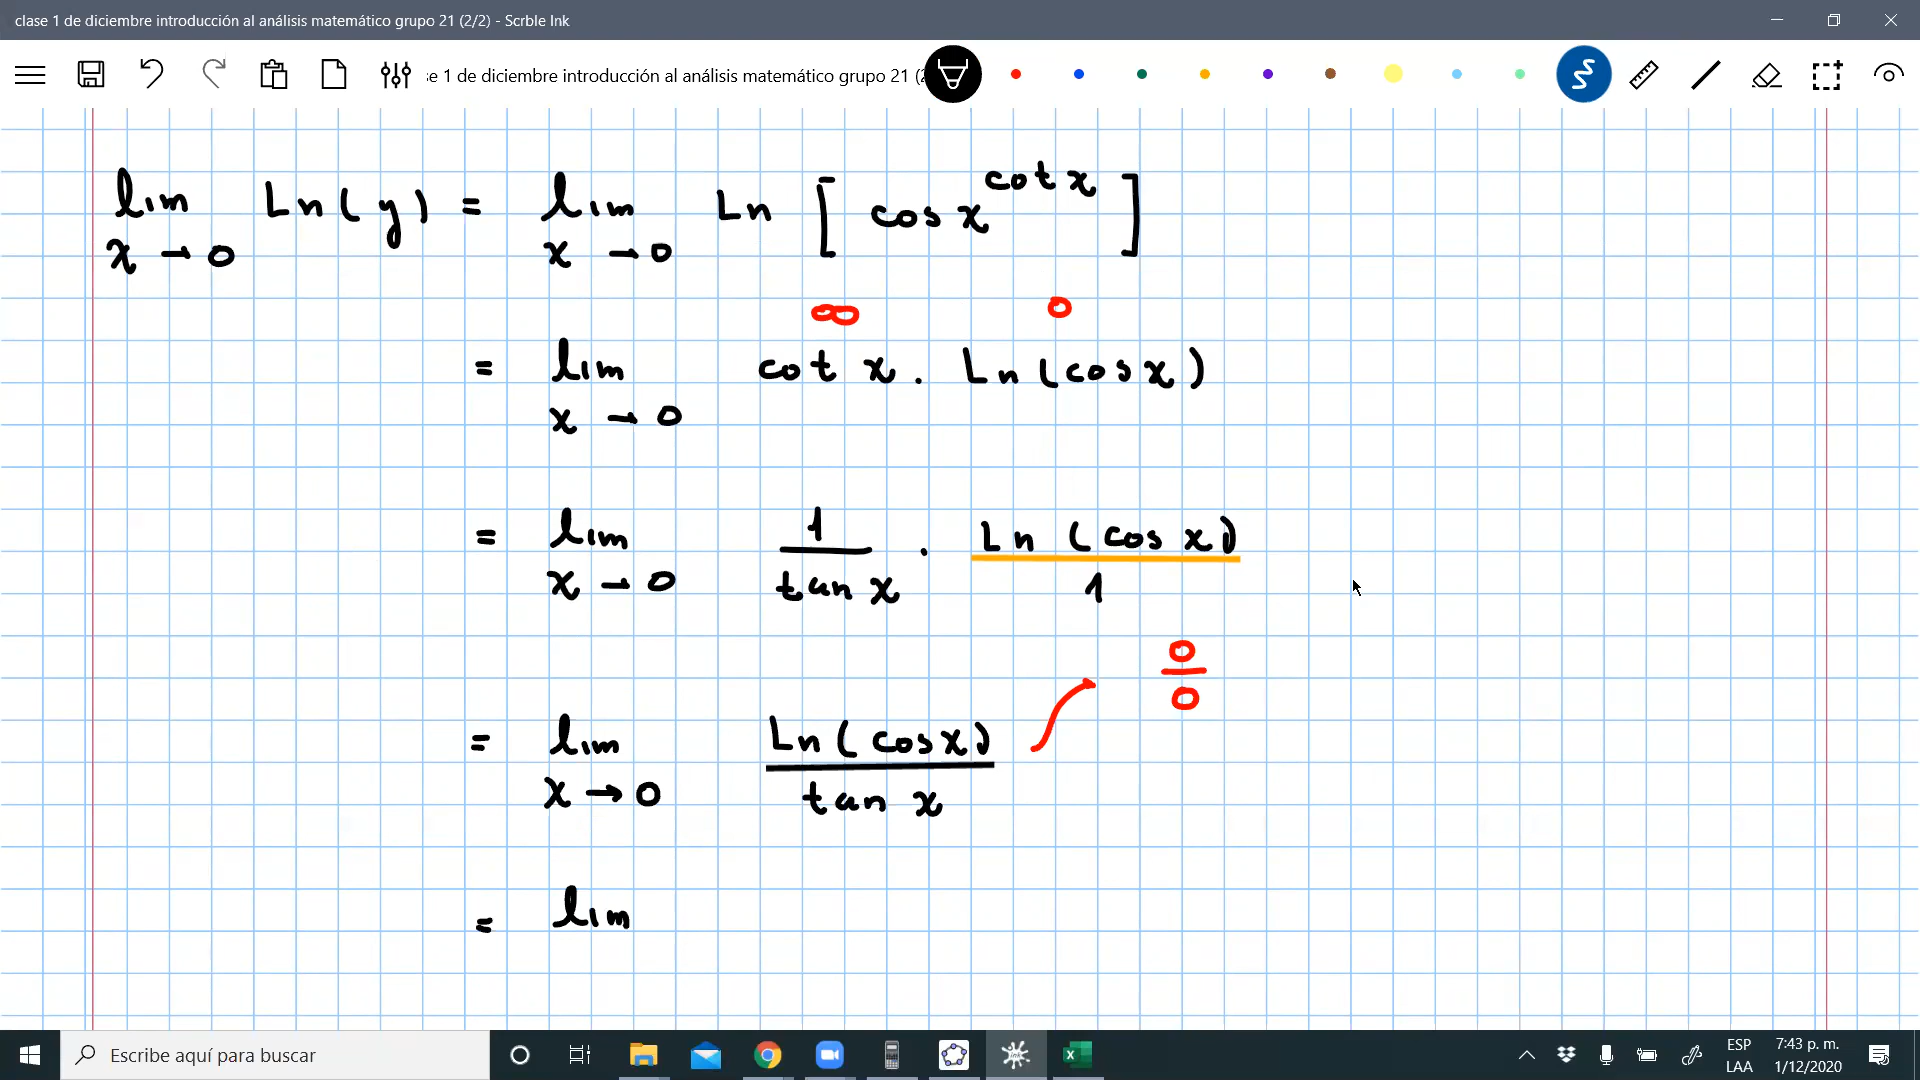 clase 1 de diciembre introducción al análisis matemático grupo 21 (2/2) - Scrble Ink
se 1 de diciembre introducción al análisis matemático grupo 21 (2
lim Ln(y) = lim Ln [ cos x^cot x ]
x → 0 x → 0
∞ 0
= lim cot x . Ln (cos x)
x → 0
= lim 1/tan x . Ln (cos x)/1
x → 0
0/0
= lim Ln (cos x)/tan x
x → 0
= lim
Escribe aquí para buscar
ESP 7:43 p. m.
LAA 1/12/2020